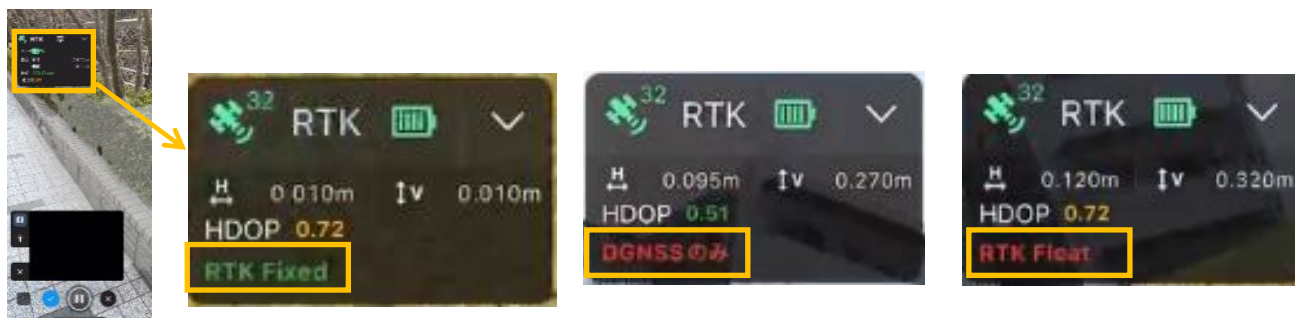 RTK
32
RTK
H 0.010m V 0.010m
HDOP 0.72
RTK Fixed
32
RTK
H 0.095m V 0.270m
HDOP 0.51
DGNSSのみ
32
RTK
H 0.120m V 0.320m
HDOP 0.72
RTK Float